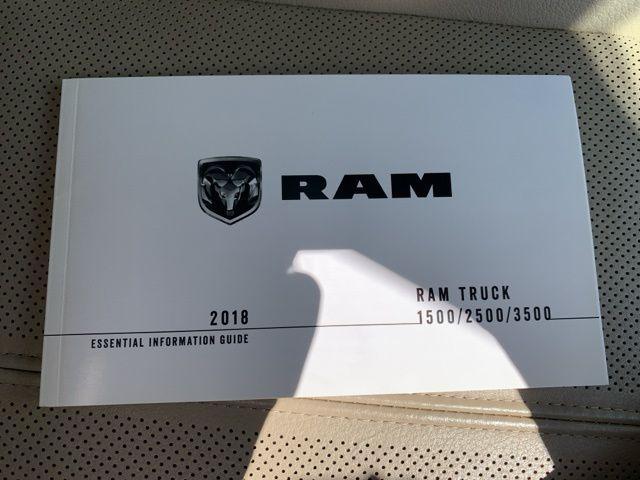 RAM
2018
ESSENTIAL INFORMATION GUIDE
RAM TRUCK
1500/2500/3500